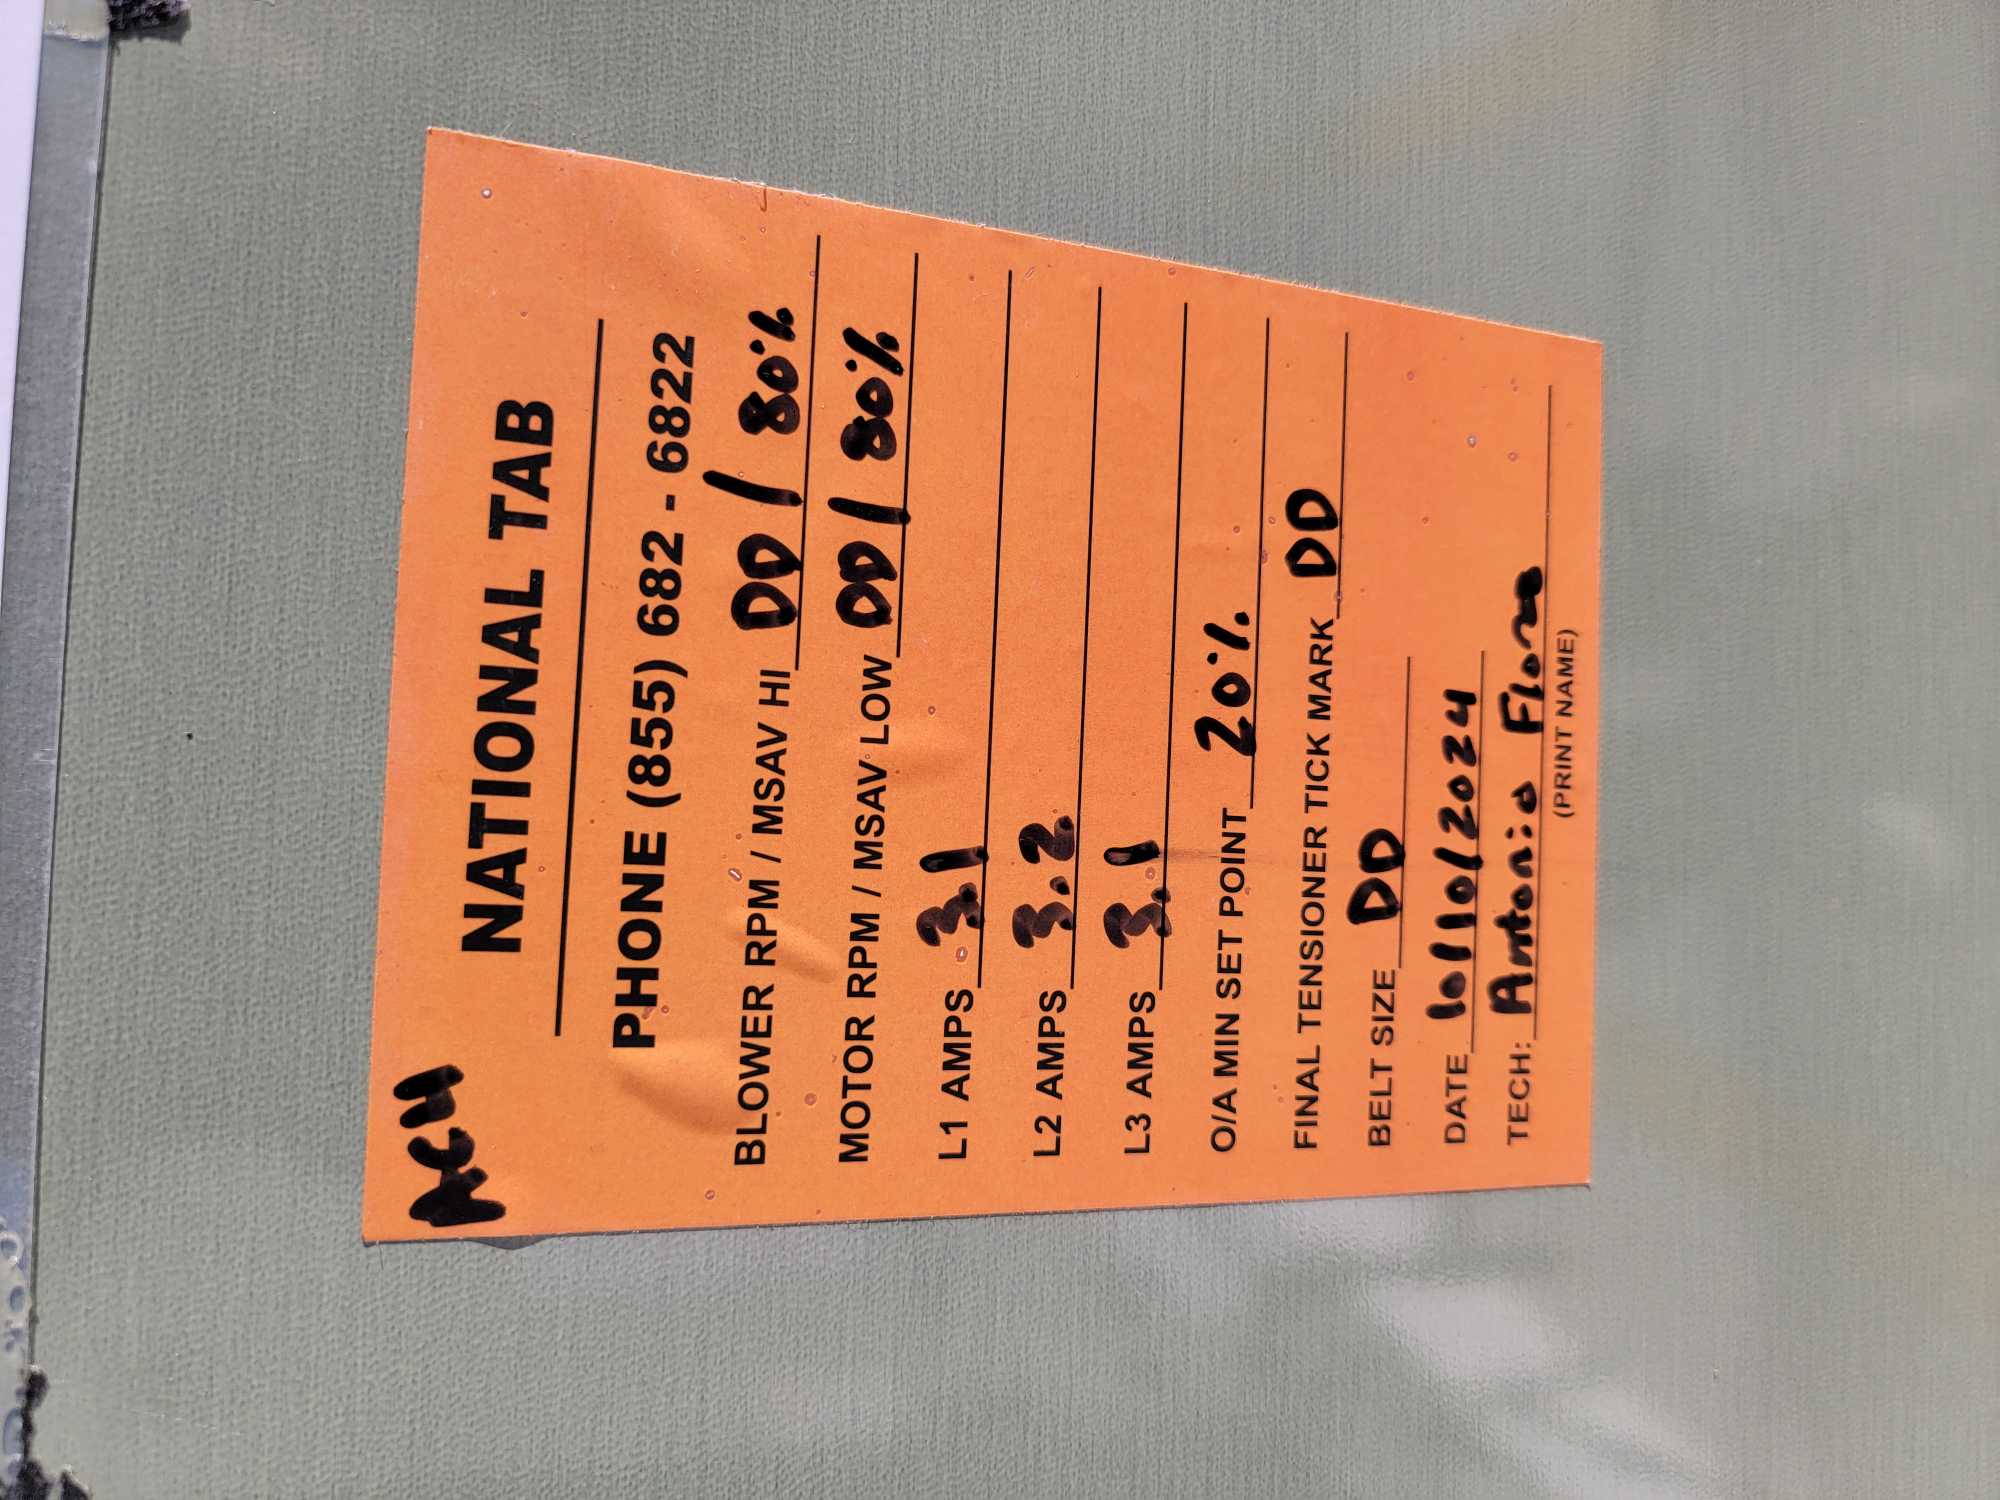 AC4
NATIONAL TAB
PHONE (855) 682 - 6822
BLOWER RPM / MSAV HI DD / 80%
MOTOR RPM / MSAV LOW DD / 80%
L1 AMPS 3.1
L2 AMPS 3.2
L3 AMPS 3.1
O/A MIN SET POINT 20%
FINAL TENSIONER TICK MARK DD
BELT SIZE DD
DATE 10/10/2024
TECH: Antonio Flores
(PRINT NAME)